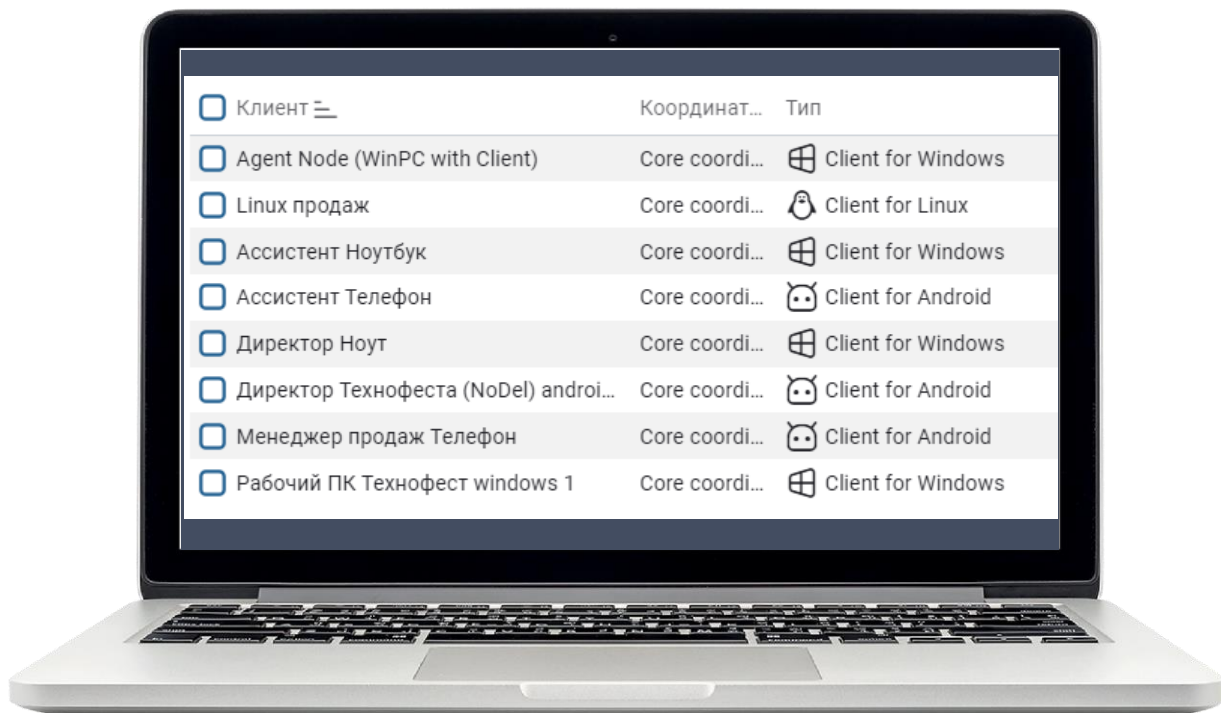 Клиент Координат... Тип
Agent Node (WinPC with Client) Core coordi... Client for Windows
Linux продаж Core coordi... Client for Linux
Ассистент Ноутбук Core coordi... Client for Windows
Ассистент Телефон Core coordi... Client for Android
Директор Ноут Core coordi... Client for Windows
Директор Технофеста (NoDel) androi... Core coordi... Client for Android
Менеджер продаж Телефон Core coordi... Client for Android
Рабочий ПК Технофест windows 1 Core coordi... Client for Windows